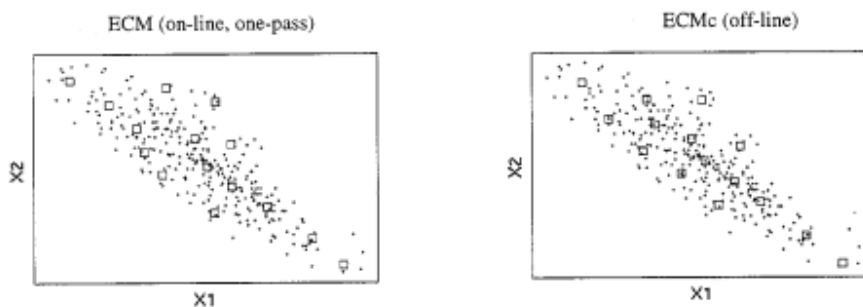 ECM (on-line, one-pass)
ECMc (off-line)
X2
X1
X2
X1